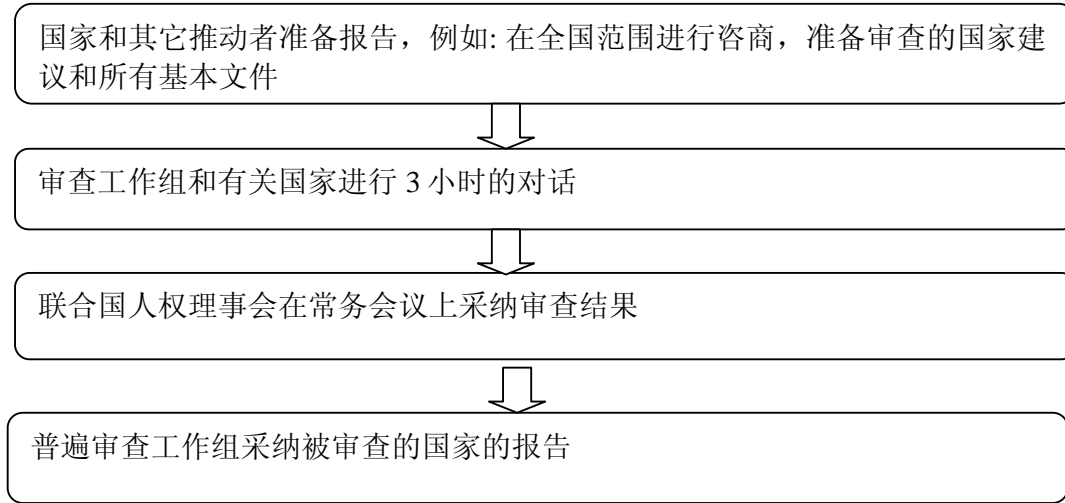 国家和其它推动者准备报告，例如: 在全国范围进行咨商，准备审查的国家建
议和所有基本文件
审查工作组和有关国家进行 3 小时的对话
联合国人权理事会在常务会议上采纳审查结果
普遍审查工作组采纳被审查的国家的报告